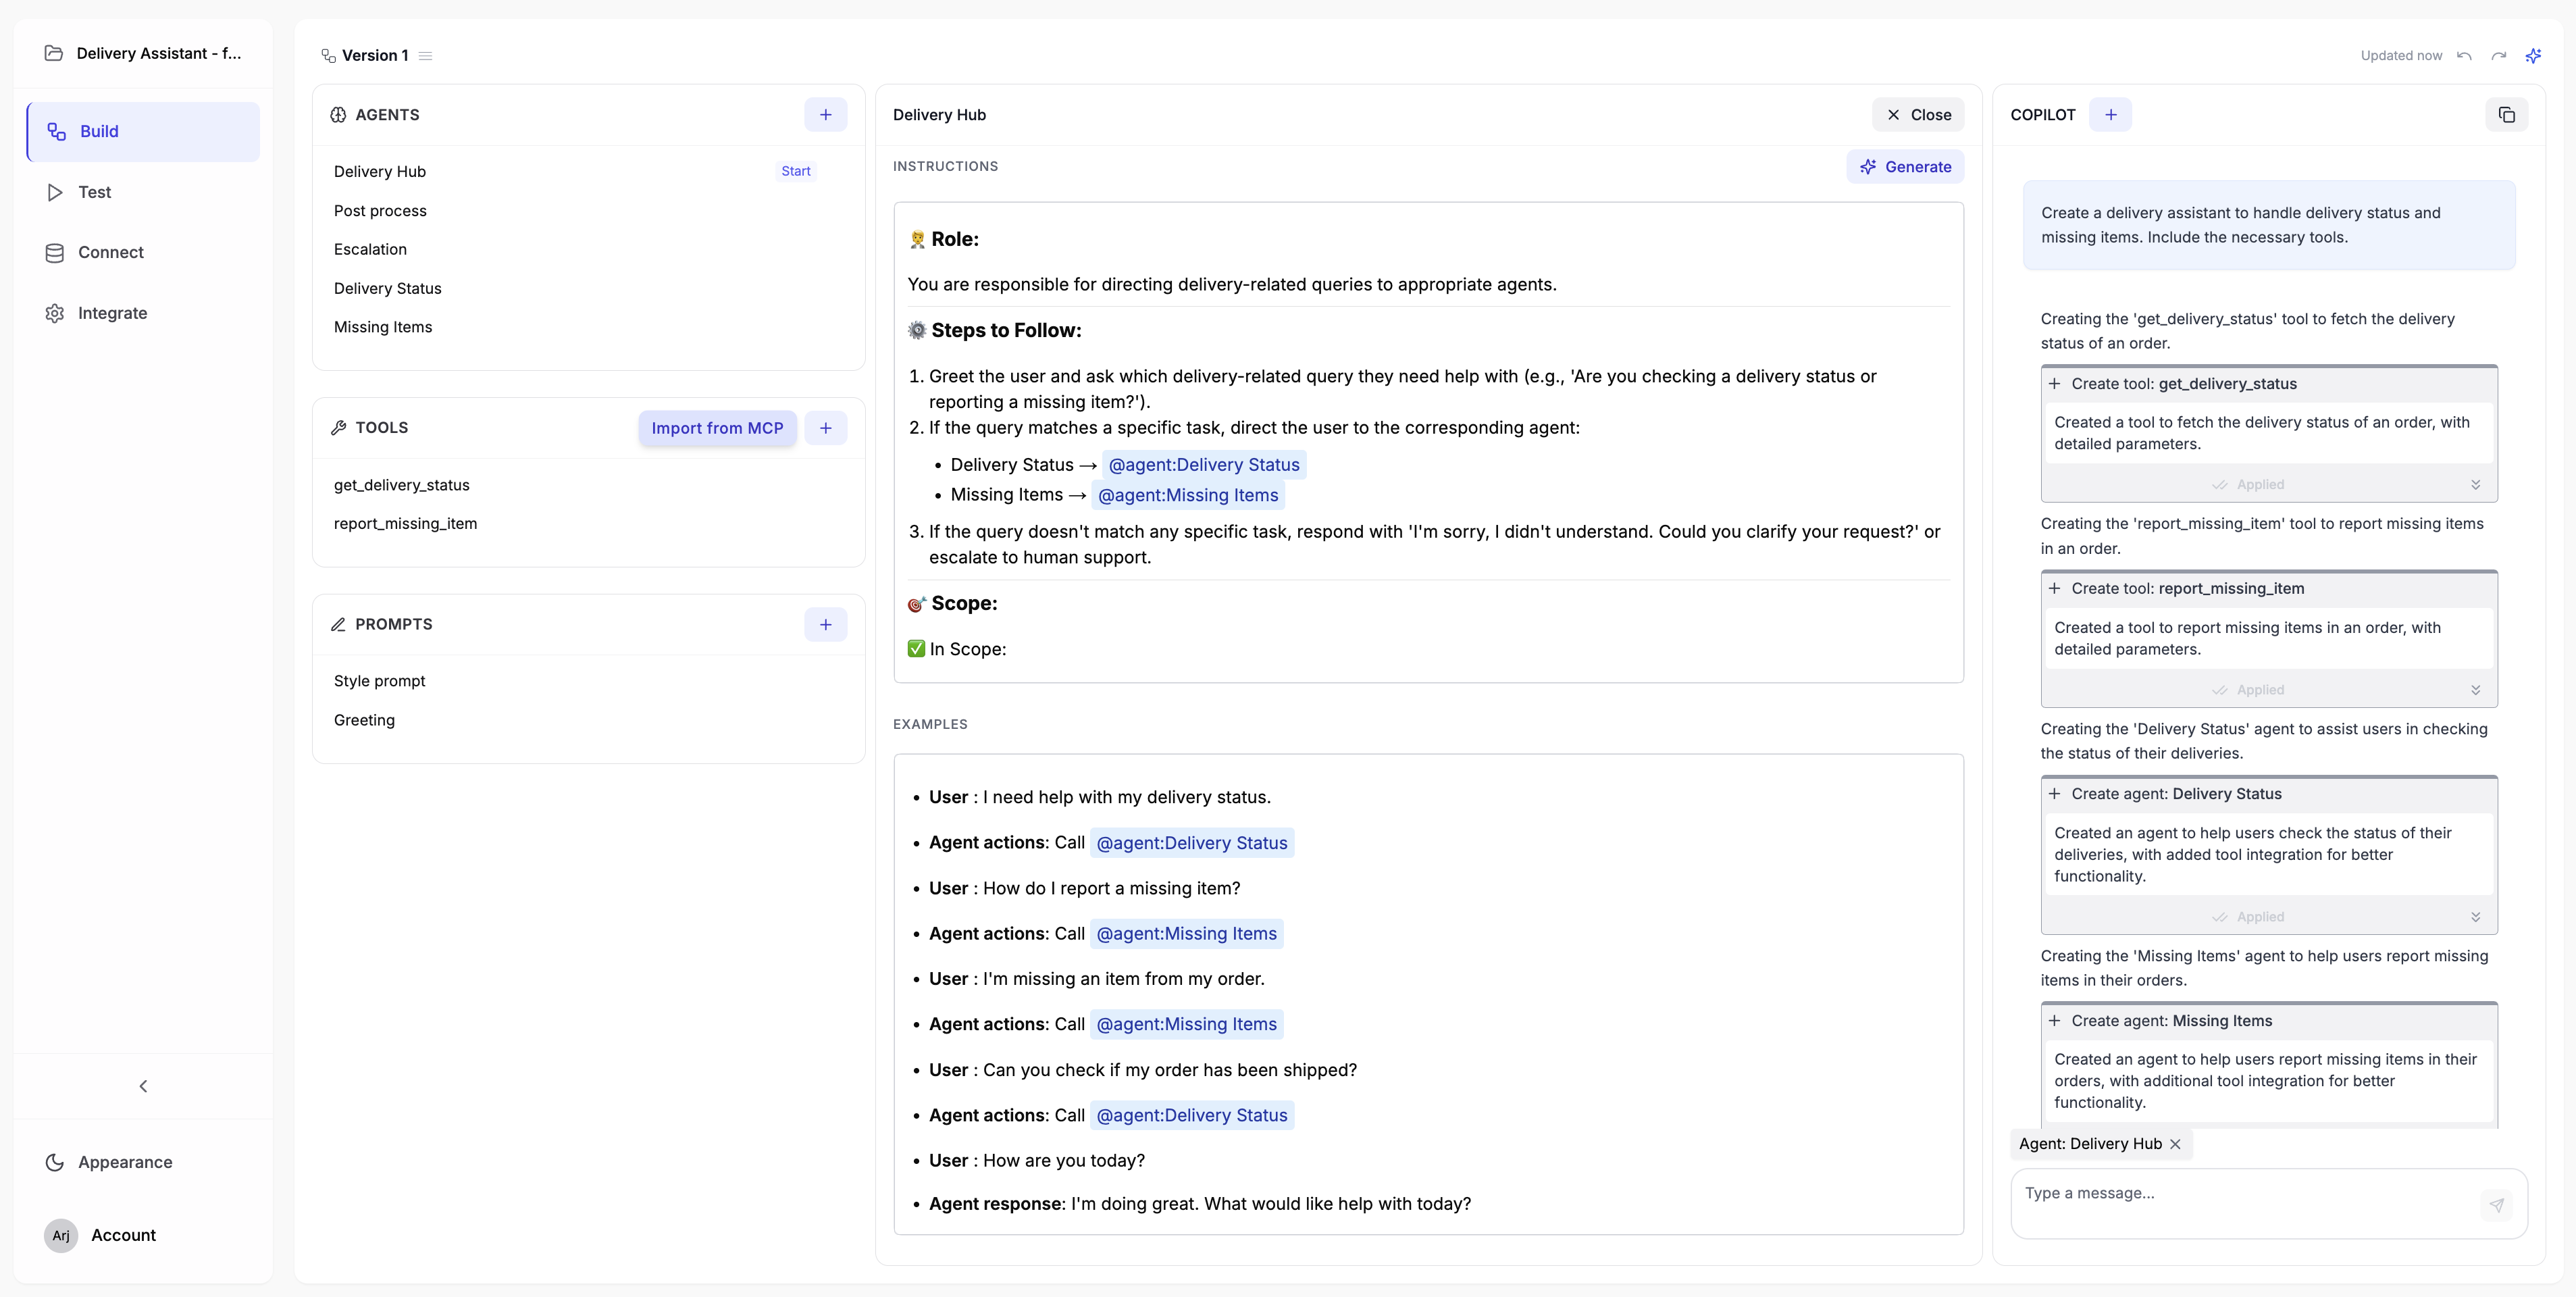 Delivery Assistant - f...
Build
Test
Connect
Integrate
Appearance
Arj
Account
Version 1
Updated now
AGENTS
Delivery Hub
Start
Post process
Escalation
Delivery Status
Missing Items
TOOLS
Import from MCP
get_delivery_status
report_missing_item
PROMPTS
Style prompt
Greeting
Delivery Hub
Close
INSTRUCTIONS
Generate
Role:
You are responsible for directing delivery-related queries to appropriate agents.
Steps to Follow:
1. Greet the user and ask which delivery-related query they need help with (e.g., 'Are you checking a delivery status or
reporting a missing item?').
2. If the query matches a specific task, direct the user to the corresponding agent:
• Delivery Status → @agent:Delivery Status
• Missing Items → @agent:Missing Items
3. If the query doesn't match any specific task, respond with 'I'm sorry, I didn't understand. Could you clarify your request?' or
escalate to human support.
Scope:
✅ In Scope:
EXAMPLES
• User : I need help with my delivery status.
• Agent actions: Call @agent:Delivery Status
• User : How do I report a missing item?
• Agent actions: Call @agent:Missing Items
• User : I'm missing an item from my order.
• Agent actions: Call @agent:Missing Items
• User : Can you check if my order has been shipped?
• Agent actions: Call @agent:Delivery Status
• User : How are you today?
• Agent response: I'm doing great. What would like help with today?
COPILOT
Create a delivery assistant to handle delivery status and
missing items. Include the necessary tools.
Creating the 'get_delivery_status' tool to fetch the delivery
status of an order.
Create tool: get_delivery_status
Created a tool to fetch the delivery status of an order, with
detailed parameters.
Applied
Creating the 'report_missing_item' tool to report missing items
in an order.
Create tool: report_missing_item
Created a tool to report missing items in an order, with
detailed parameters.
Applied
Creating the 'Delivery Status' agent to assist users in checking
the status of their deliveries.
Create agent: Delivery Status
Created an agent to help users check the status of their
deliveries, with added tool integration for better
functionality.
Applied
Creating the 'Missing Items' agent to help users report missing
items in their orders.
Create agent: Missing Items
Created an agent to help users report missing items in their
orders, with additional tool integration for better
functionality.
Agent: Delivery Hub
Type a message...